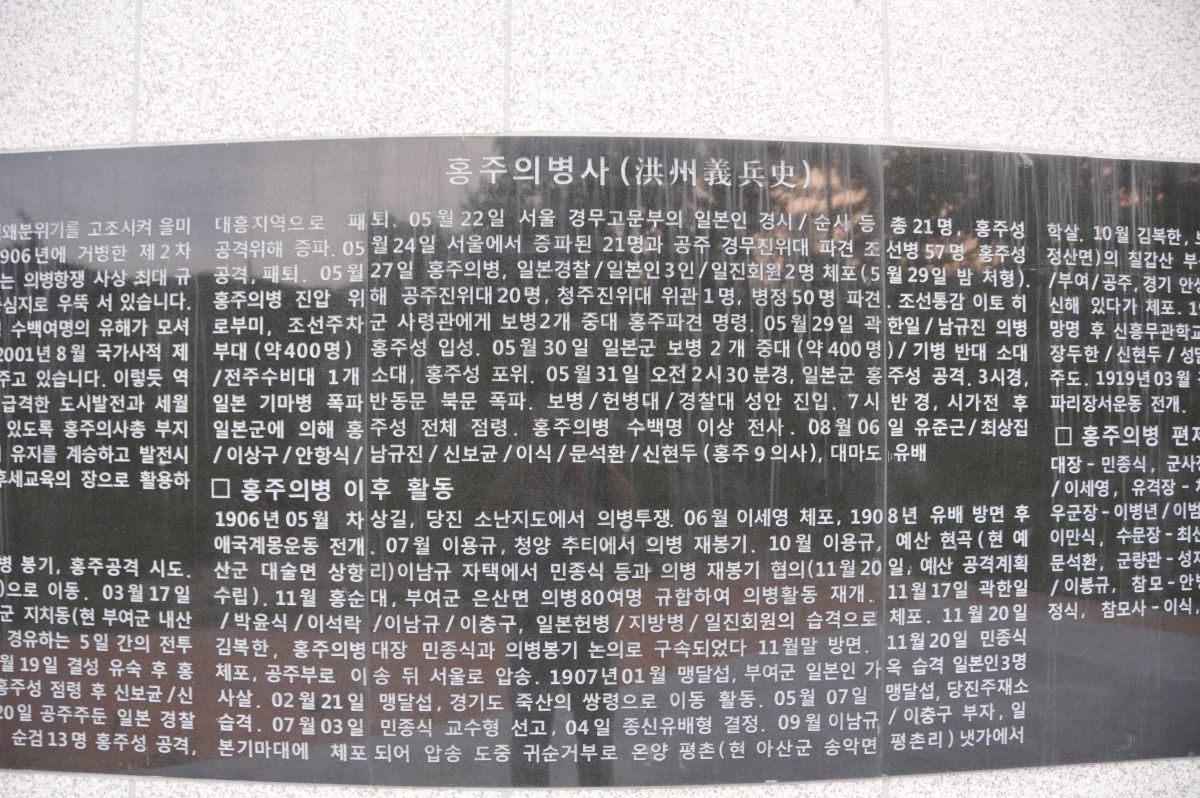 홍주의병사(洪州義兵史)
왜분위기를 고조시켜 을미
906년에 거병한 제2차
는 의병항쟁 사상 최대 규
심지로 우뚝 서 있습니다.
수백여명의 유해가 모셔
2001년 8월 국가사적 제
주고 있습니다. 이렇듯 역
급격한 도시발전과 세월
있도록 홍주의사총 부지
유지를 계승하고 발전시
후세교육의 장으로 활용하
병 봉기, 홍주공격 시도.
)으로 이동. 03월 17일
군 지치동(현 부여군 내산
경유하는 5일 간의 전투
월 19일 결성 유숙 후 홍
홍주성 점령 후 신보균/신
20일 공주주둔 일본 경찰
순검13명 홍주성 공격,
대흥지역으로 패퇴. 05월 22일 서울 경무고문부의 일본인 경시/순사 등 총 21명, 홍주성
공격위해 증파. 05월 24일 서울에서 증파된 21명과 공주 경무진위대 파견 조선병 57명 홍주성
공격, 패퇴. 05월 27일 홍주의병, 일본경찰/일본인3인/일진회원2명 체포(5월 29일 밤 처형).
홍주의병 진압 위해 공주진위대 20명, 청주진위대 위관 1명, 병정 50명 파견. 조선통감 이토 히
로부미, 조선주차군 사령관에게 보병 2개 중대 홍주파견 명령. 05월 29일 곽한일/남규진 의병
부대(약400명) 홍주성 입성. 05월 30일 일본군 보병 2개 중대(약400명)/기병 반대 소대
/전주수비대 1개 소대, 홍주성 포위. 05월 31일 오전2시30분경, 일본군 홍주성 공격. 3시경,
일본 기마병 폭파반동문 북문 폭파. 보병/헌병대/경찰대 성안 진입. 7시 반경, 시가전 후
일본군에 의해 홍주성 전체 점령. 홍주의병 수백명 이상 전사. 08월 06일 유준근/최상집
/이상구/안항식/남규진/신보균/이식/문석환/신현두(홍주9의사), 대마도 유배
□ 홍주의병 이후 활동
1906년 05월 차상길, 당진 소난지도에서 의병투쟁. 06월 이세영 체포, 1908년 유배 방면 후
애국계몽운동 전개. 07월 이용규, 청양 추티에서 의병 재봉기. 10월 이용규, 예산 현곡(현 예
산군 대술면 상항리)이남규 자택에서 민종식 등과 의병 재봉기 협의(11월 20일, 예산 공격계획
수립). 11월 홍순대, 부여군 은산면 의병80여명 규합하여 의병활동 재개. 11월 17일 곽한일
/박윤식/이석락/이남규/이충구, 일본헌병/지방병/일진회원의 습격으로 체포. 11월 20일
김복한, 홍주의병대장 민종식과 의병봉기 논의로 구속되었다 11월말 방면. 11월 20일 민종식
체포, 공주부로 이송 뒤 서울로 압송. 1907년 01월 맹달섭, 부여군 일본인 가옥 습격 일본인3명
사살. 02월 21일 맹달섭, 경기도 죽산의 쌍령으로 이동 활동. 05월 07일 맹달섭, 당진주재소
습격. 07월 03일 민종식 교수형 선고, 04일 종신유배형 결정. 09월 이남규/이충구 부자, 일
본기마대에 체포되어 압송 도중 귀순거부로 온양 평촌(현 아산군 송악면 평촌리) 냇가에서
학살. 10월 김복한,
정산면)의 칠갑산 부
/부여/공주, 경기 안성
신해 있다가 체포. 1
망명 후 신흥무관학교
장두한/신현두/성
주도. 1919년 03월
파리장서운동 전개.
□ 홍주의병 편제
대장-민종식, 군사장
/이세영, 유격장-
우군장-이병년/이범
이만식, 수문장-최선
문석환, 군량관-성재
/이봉규, 참모-안
정식, 참모사-이식